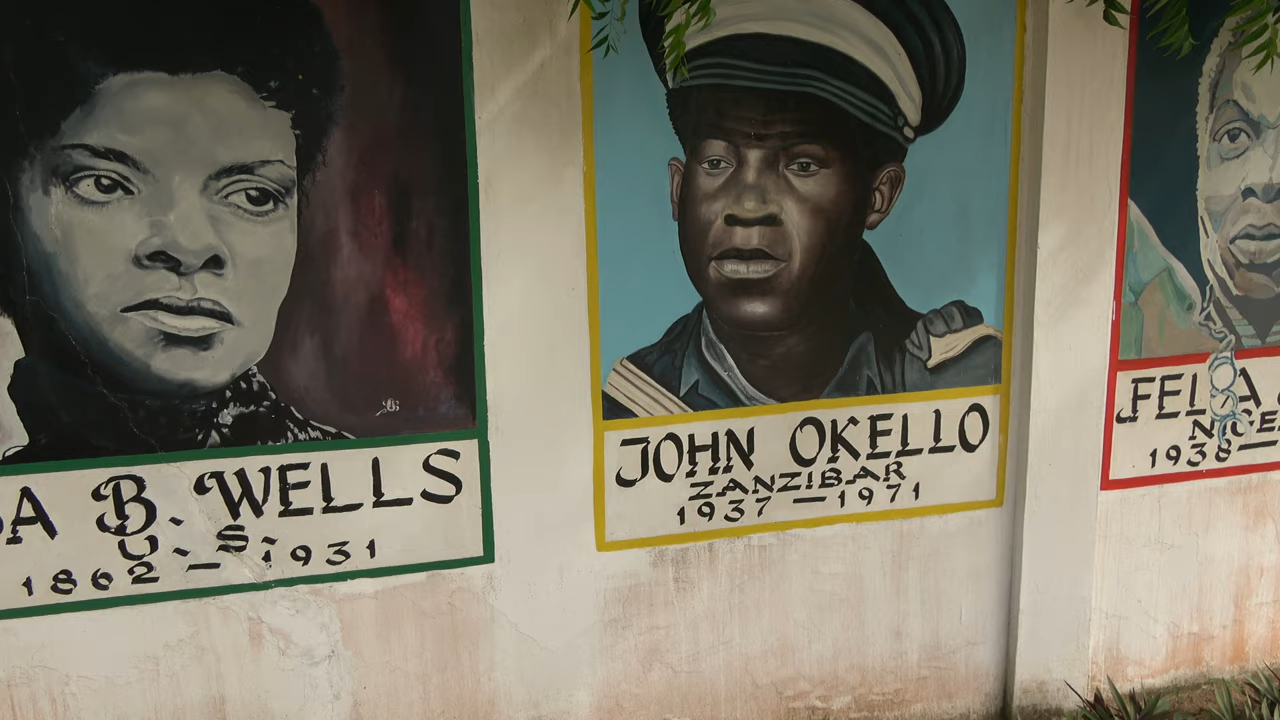 A B. WELLS
U. S.
1862 - 1931
JOHN OKELLO
ZANZIBAR
1937 - 1971
FELA
1938 -